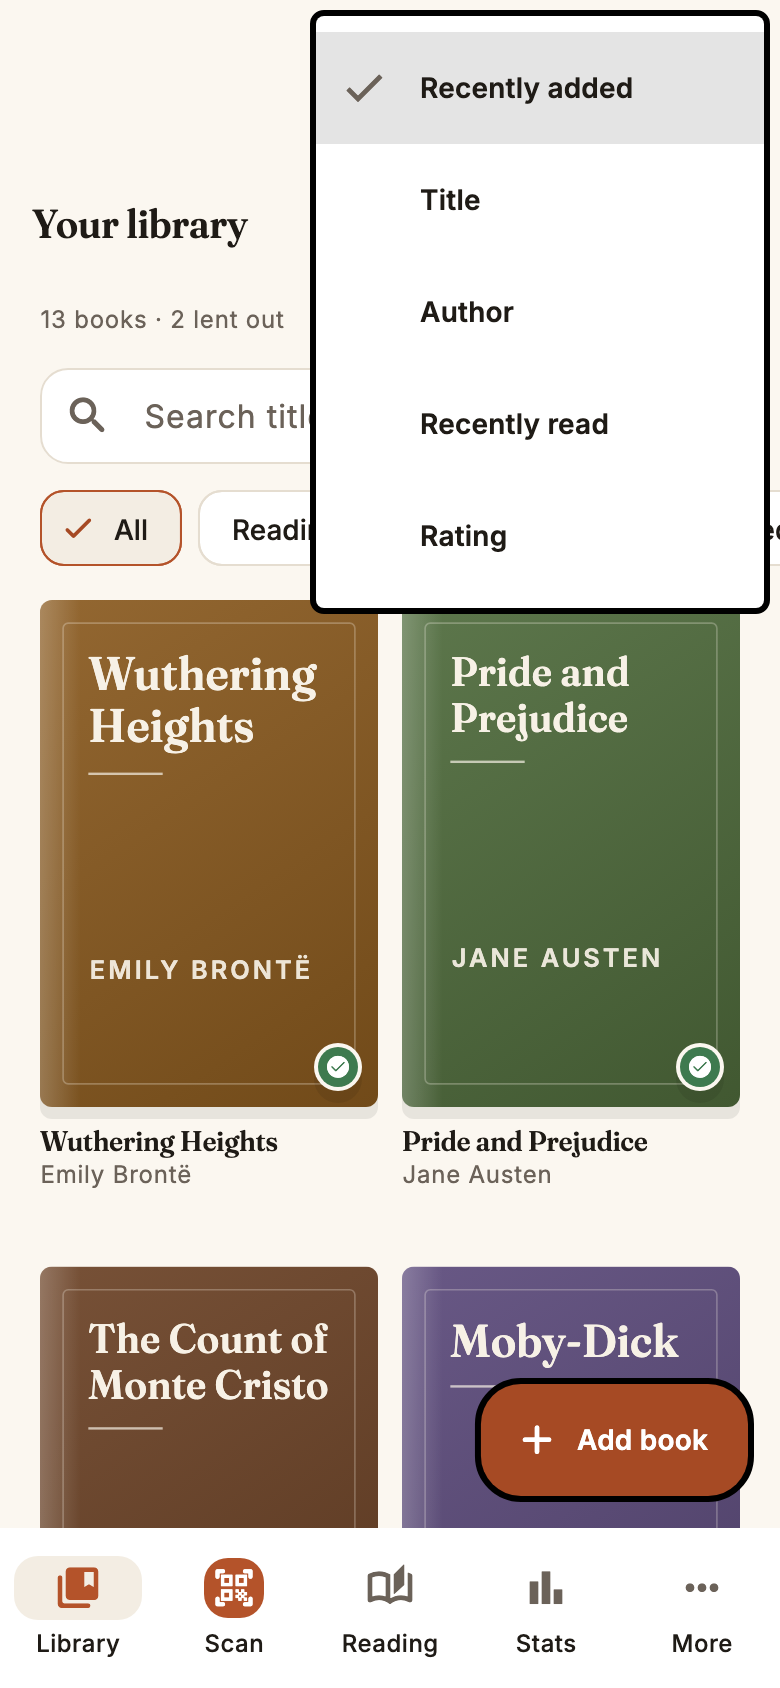 Recently added
Title
Author
Recently read
Rating
Your library
13 books · 2 lent out
Search
All
Wuthering
Heights
EMILY BRONTË
Pride and
Prejudice
JANE AUSTEN
Wuthering Heights
Emily Brontë
Pride and Prejudice
Jane Austen
The Count of
Monte Cristo
Moby-Dick
Add book
Library
Scan
Reading
Stats
More